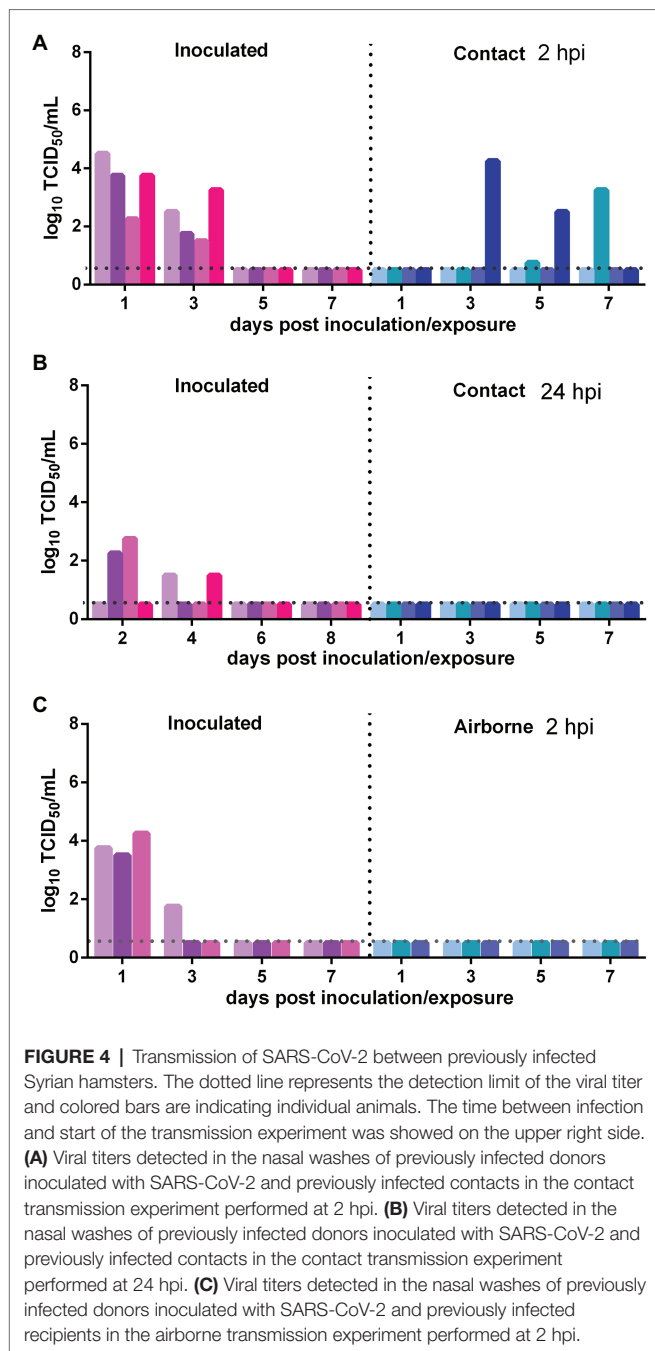 A
Inoculated
Contact 2 hpi
log10 TCID50/mL
8
6
4
2
0
1 3 5 7 1 3 5 7
days post inoculation/exposure
B
Inoculated
Contact 24 hpi
log10 TCID50/mL
8
6
4
2
0
2 4 6 8 1 3 5 7
days post inoculation/exposure
C
Inoculated
Airborne 2 hpi
log10 TCID50/mL
8
6
4
2
0
1 3 5 7 1 3 5 7
days post inoculation/exposure
FIGURE 4 | Transmission of SARS-CoV-2 between previously infected
Syrian hamsters. The dotted line represents the detection limit of the viral titer
and colored bars are indicating individual animals. The time between infection
and start of the transmission experiment was showed on the upper right side.
(A) Viral titers detected in the nasal washes of previously infected donors
inoculated with SARS-CoV-2 and previously infected contacts in the contact
transmission experiment performed at 2 hpi. (B) Viral titers detected in the
nasal washes of previously infected donors inoculated with SARS-CoV-2 and
previously infected contacts in the contact transmission experiment
performed at 24 hpi. (C) Viral titers detected in the nasal washes of previously
infected donors inoculated with SARS-CoV-2 and previously infected
recipients in the airborne transmission experiment performed at 2 hpi.